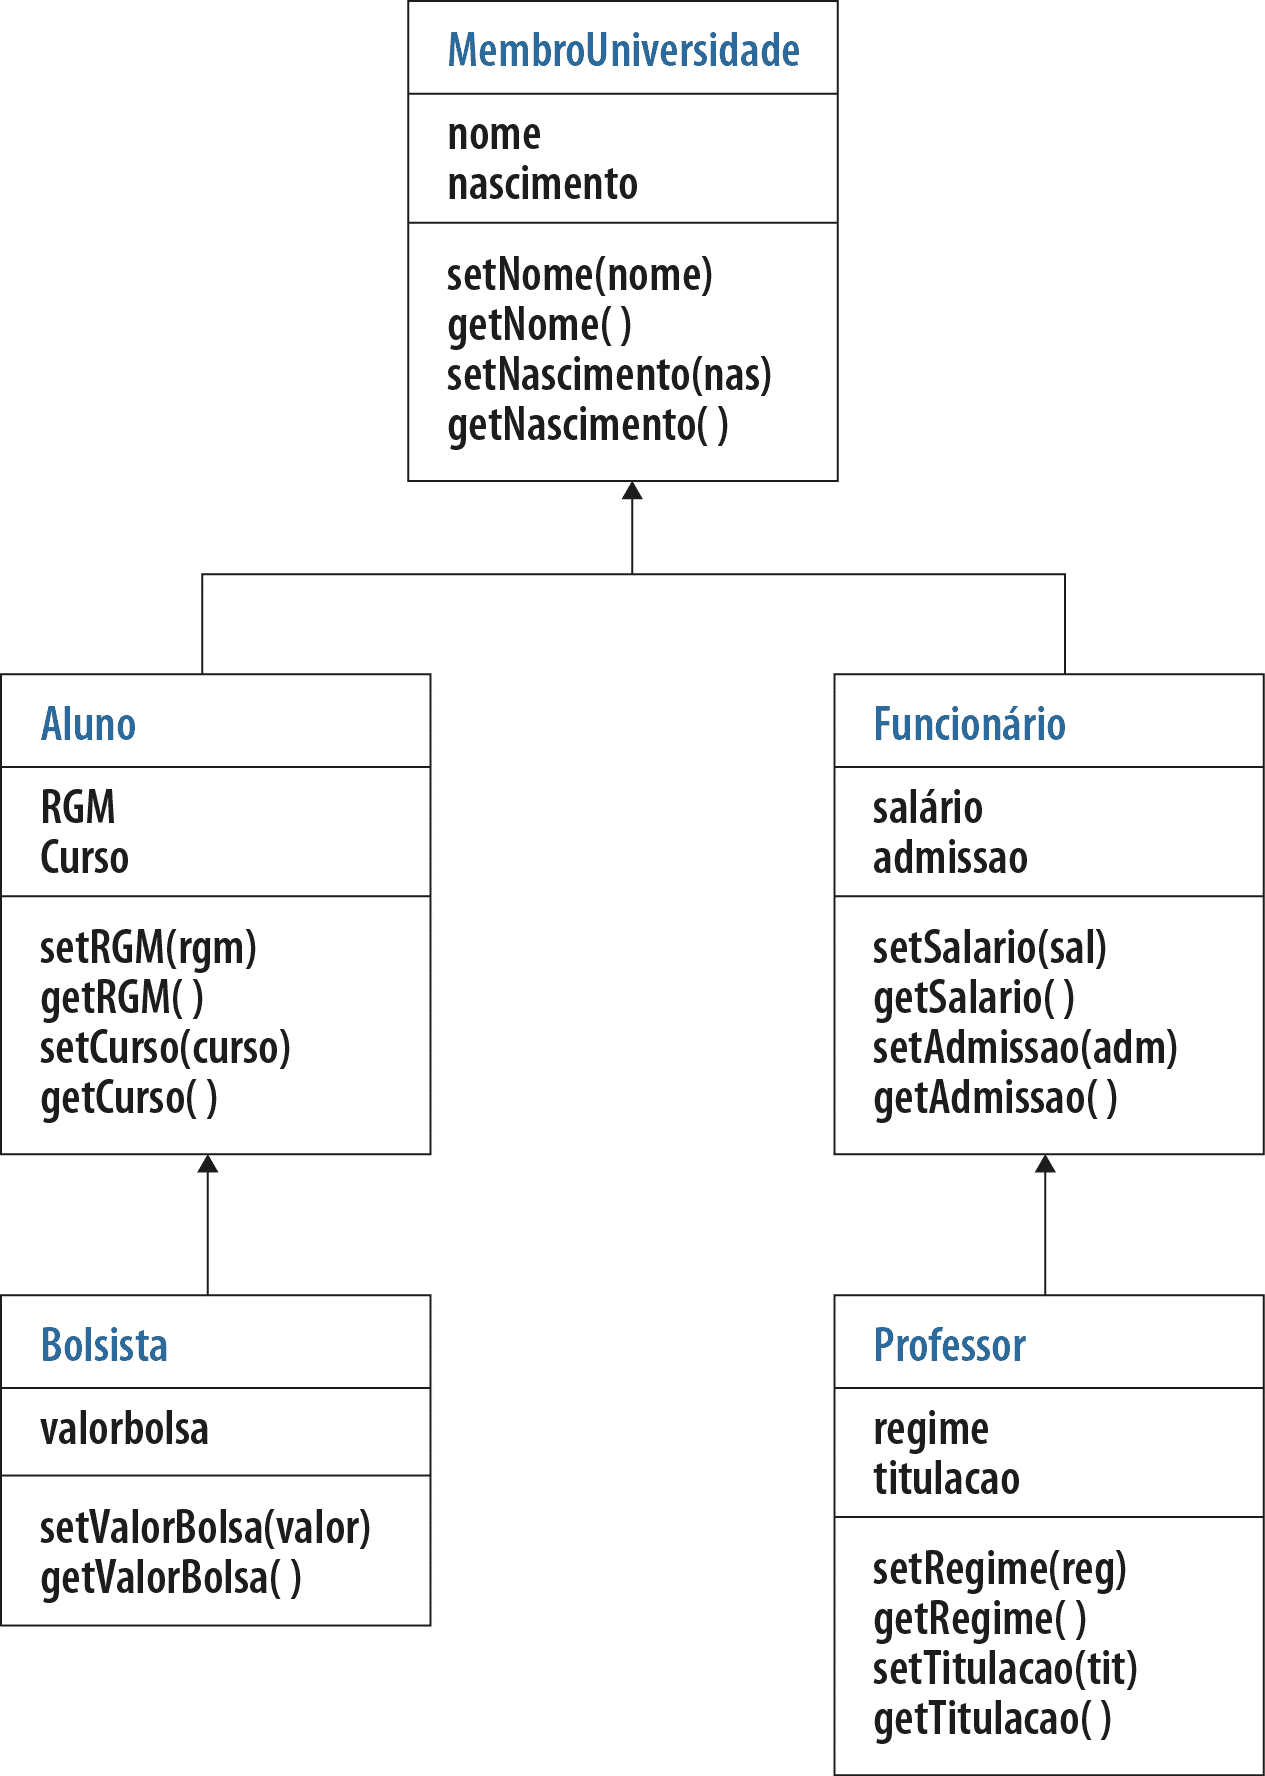 MembroUniversidade
nome
nascimento
setNome(nome)
getNome( )
setNascimento(nas)
getNascimento( )
Aluno
RGM
Curso
setRGM(rgm)
getRGM( )
setCurso(curso)
getCurso( )
Funcionário
salário
admissao
setSalario(sal)
getSalario( )
setAdmissao(adm)
getAdmissao( )
Bolsista
valorbolsa
setValorBolsa(valor)
getValorBolsa( )
Professor
regime
titulacao
setRegime(reg)
getRegime( )
setTitulacao(tit)
getTitulacao( )